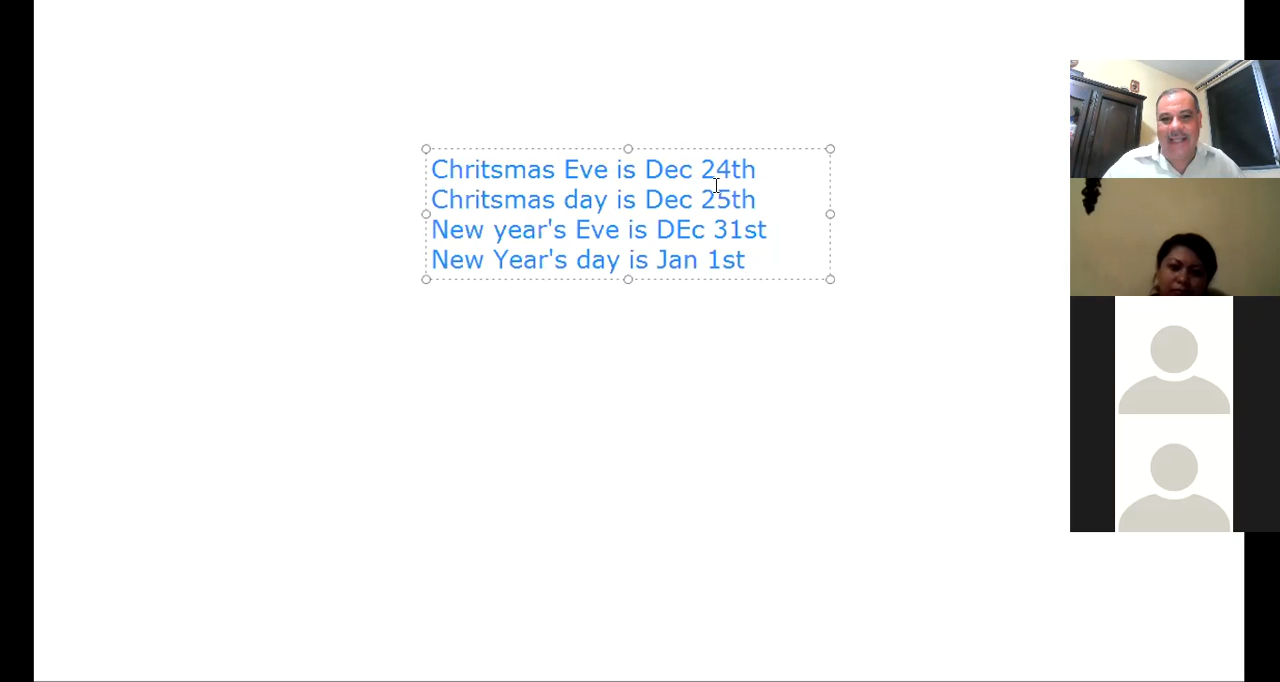 Chritsmas Eve is Dec 24th
Chritsmas day is Dec 25th
New year's Eve is DEc 31st
New Year's day is Jan 1st